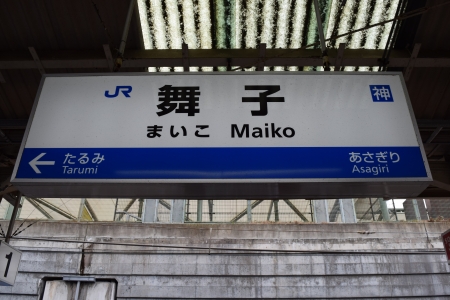 JR 舞子 神
まいこ Maiko
← たるみ あさぎり
Tarumi Asagiri
1